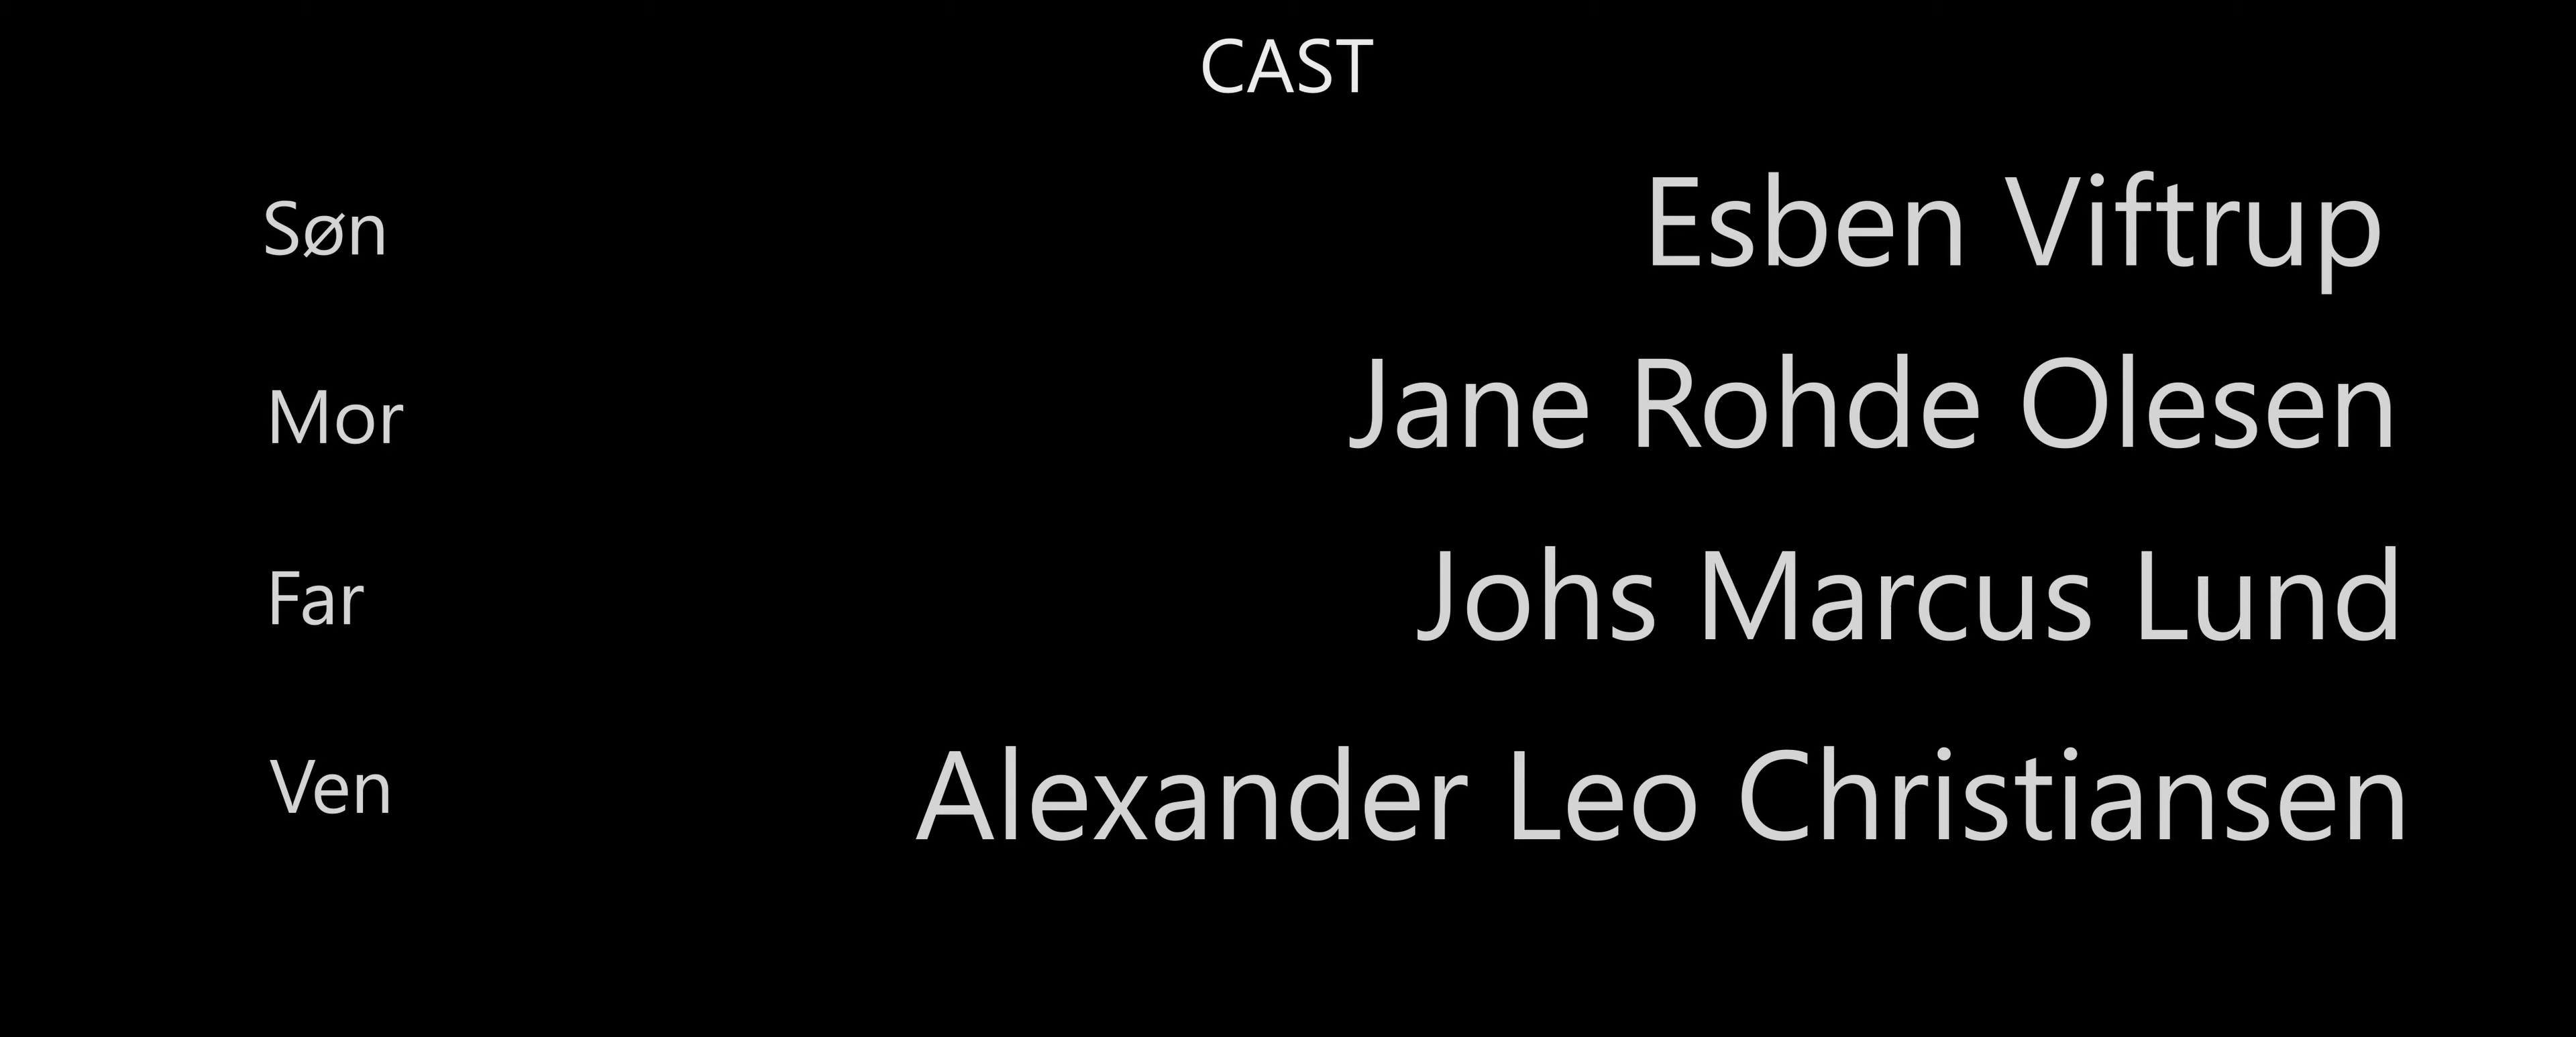 CAST
Søn Esben Viftrup
Mor Jane Rohde Olesen
Far Johs Marcus Lund
Ven Alexander Leo Christiansen